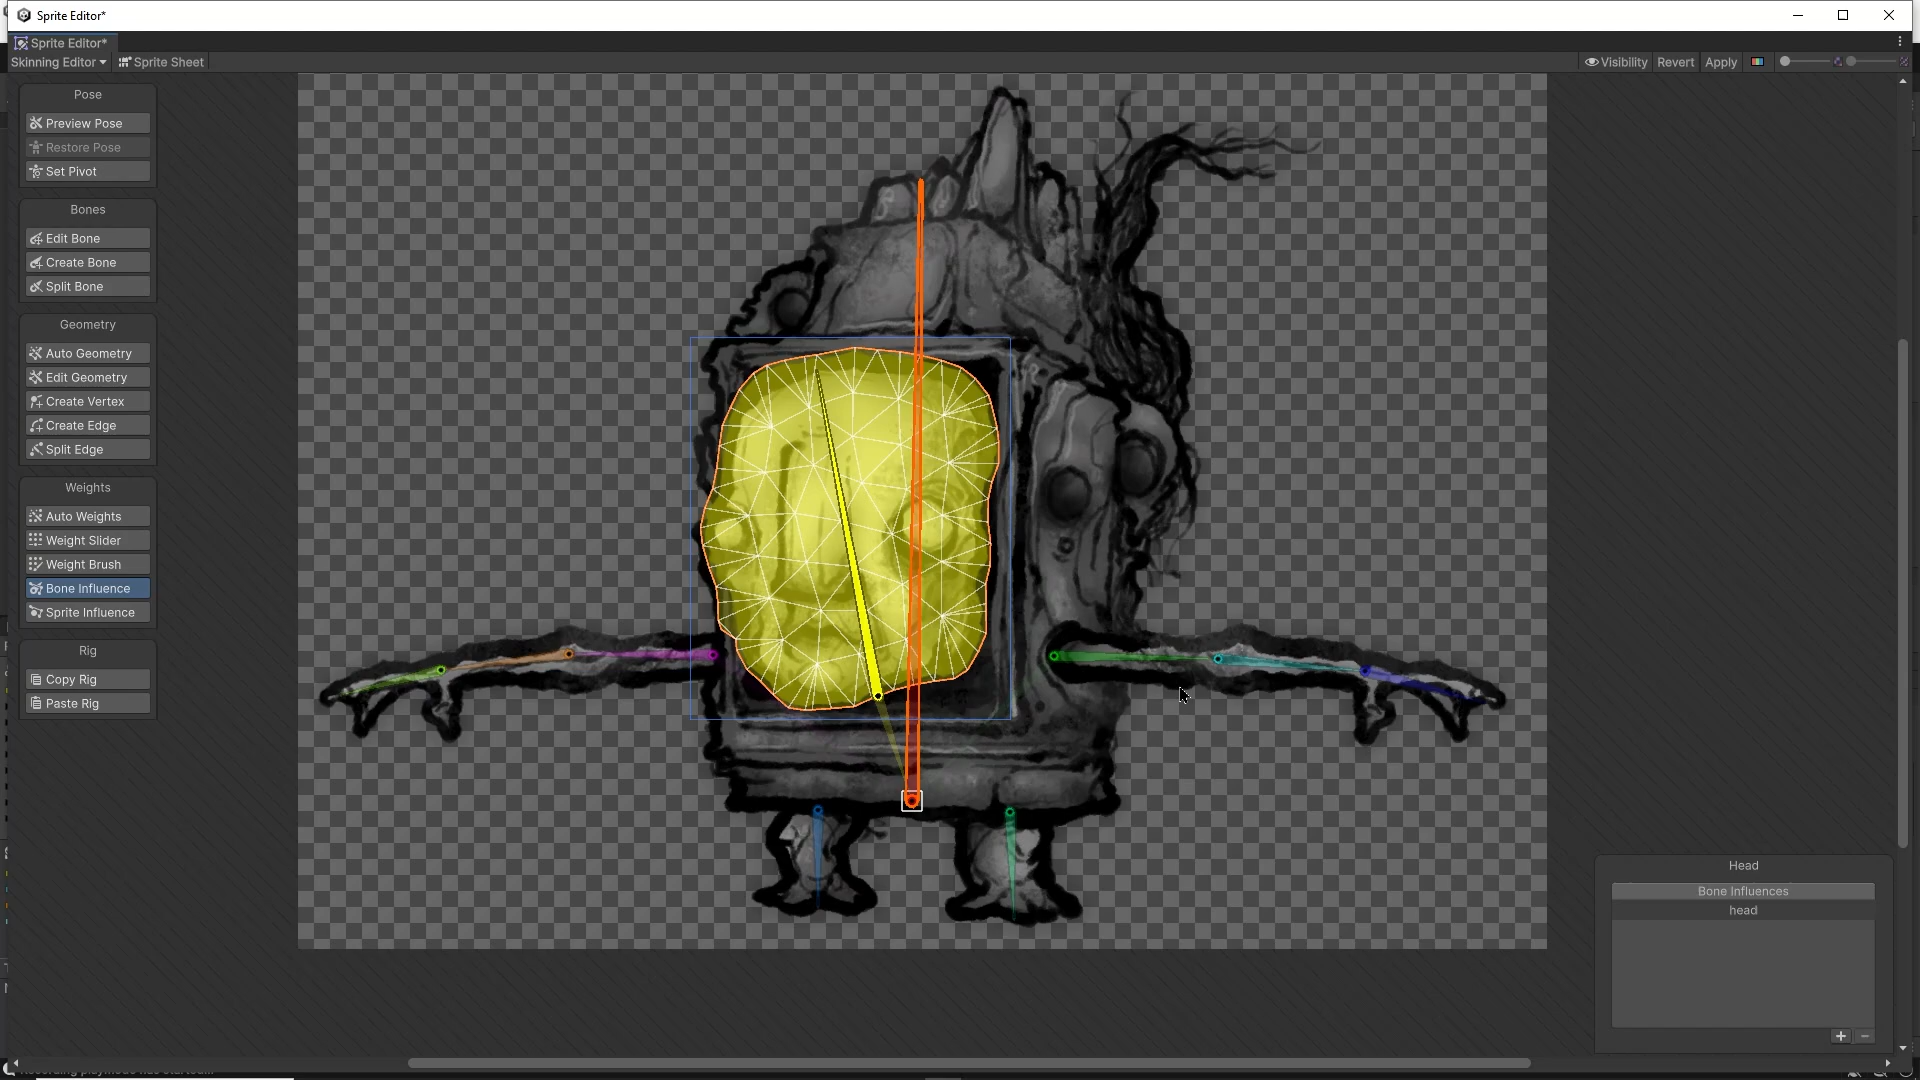 Sprite Editor*
Sprite Editor*
Skinning Editor
Sprite Sheet
Visibility
Revert
Apply
Pose
Preview Pose
Restore Pose
Set Pivot
Bones
Edit Bone
Create Bone
Split Bone
Geometry
Auto Geometry
Edit Geometry
Create Vertex
Create Edge
Split Edge
Weights
Auto Weights
Weight Slider
Weight Brush
Bone Influence
Sprite Influence
Rig
Copy Rig
Paste Rig
Head
Bone Influences
head